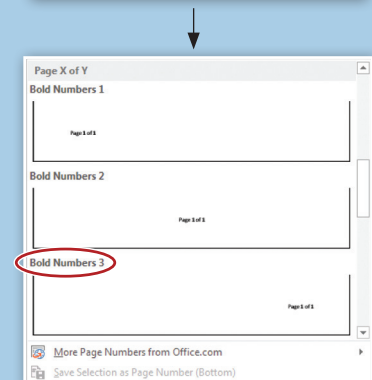 Page X of Y
Bold Numbers 1
Page 1 of 1
Bold Numbers 2
Page 1 of 1
Bold Numbers 3
Page 1 of 1
More Page Numbers from Office.com
Save Selection as Page Number (Bottom)